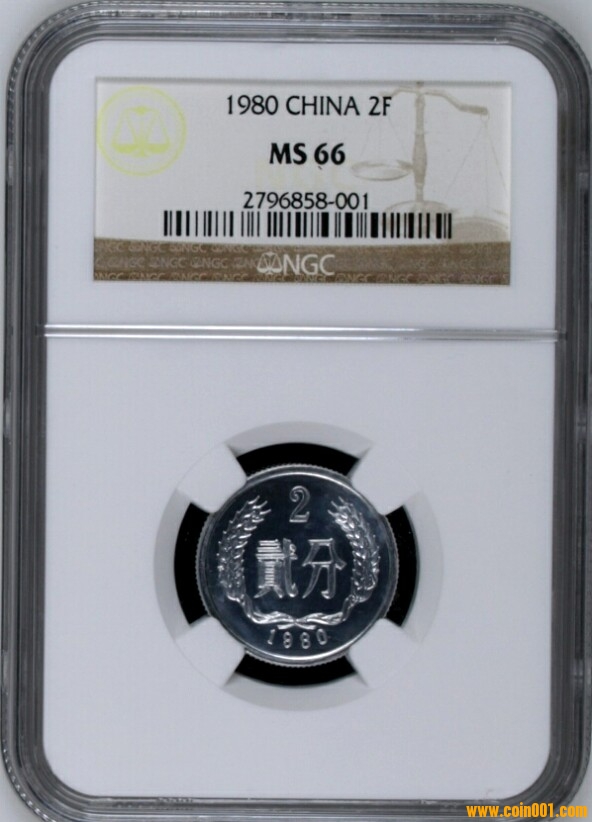 1980 CHINA 2F
MS 66
2796858-001
NGC
2
贰分
1980
www.coin001.com